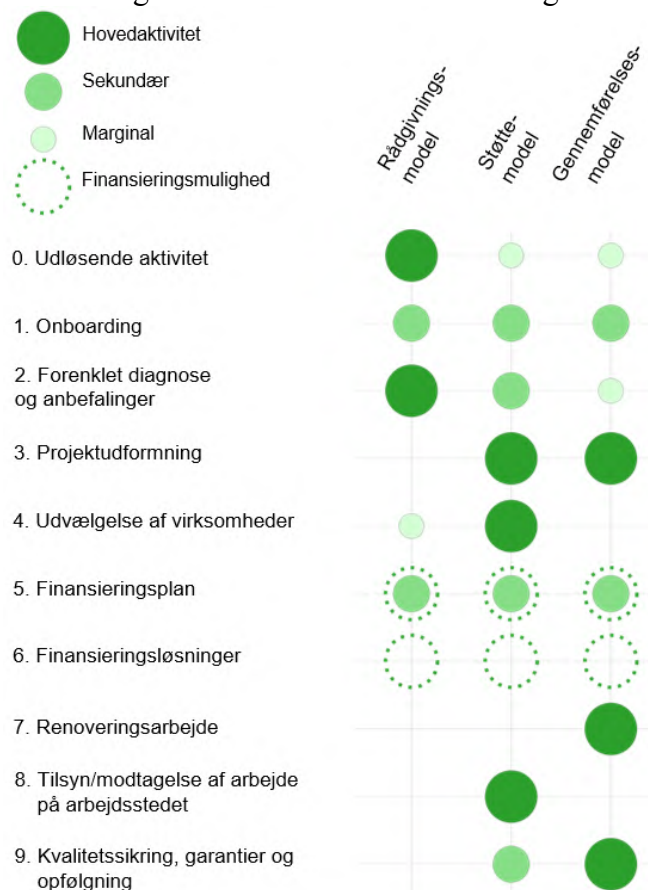 Hovedaktivitet
Sekundær
Marginal
Finansieringsmulighed
Rådgivnings-
model
Støtte-
model
Gennemførelses-
model
0. Udløsende aktivitet
1. Onboarding
2. Forenklet diagnose
og anbefalinger
3. Projektudformning
4. Udvælgelse af virksomheder
5. Finansieringsplan
6. Finansieringsløsninger
7. Renoveringsarbejde
8. Tilsyn/modtagelse af arbejde
på arbejdsstedet
9. Kvalitetssikring, garantier og
opfølgning